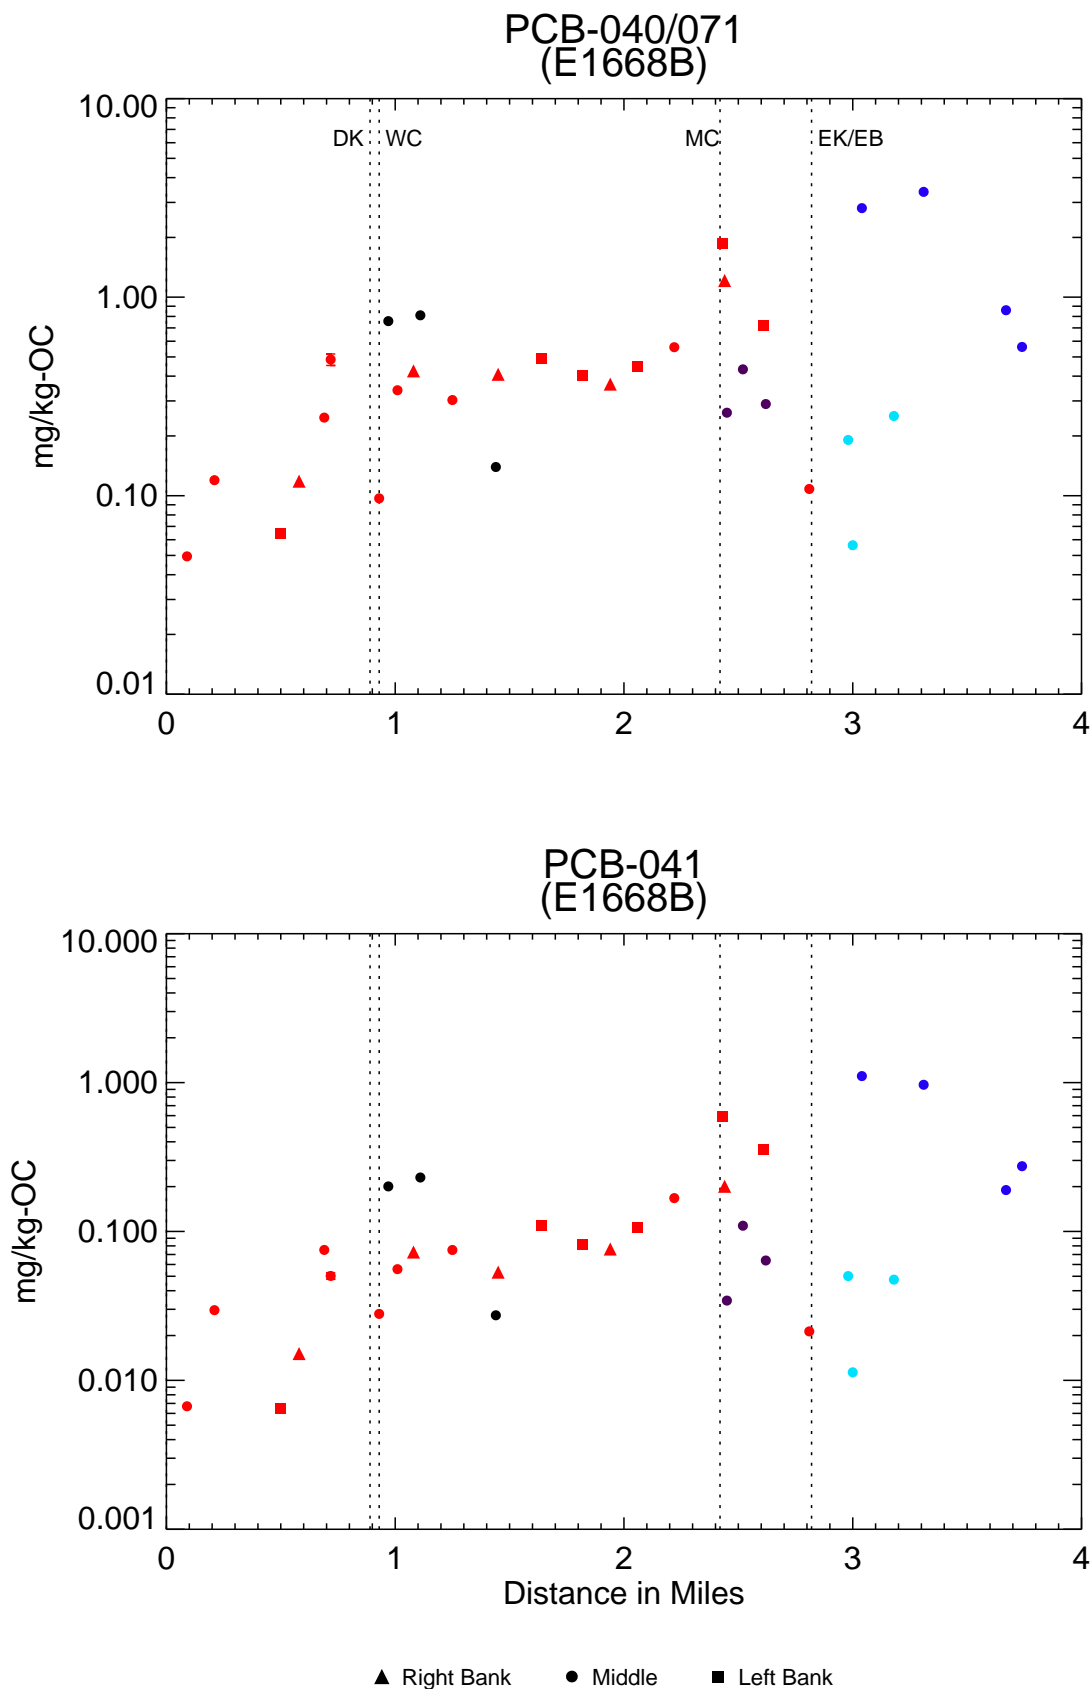 PCB-040/071
(E1668B)
10.00
DK
WC
MC
EK/EB
1.00
mg/kg-OC
0.10
0.01
0 1 2 3 4
PCB-041
(E1668B)
10.000
1.000
0.100
mg/kg-OC
0.010
0.001
0 1 2 3 4
Distance in Miles
Right Bank Middle Left Bank